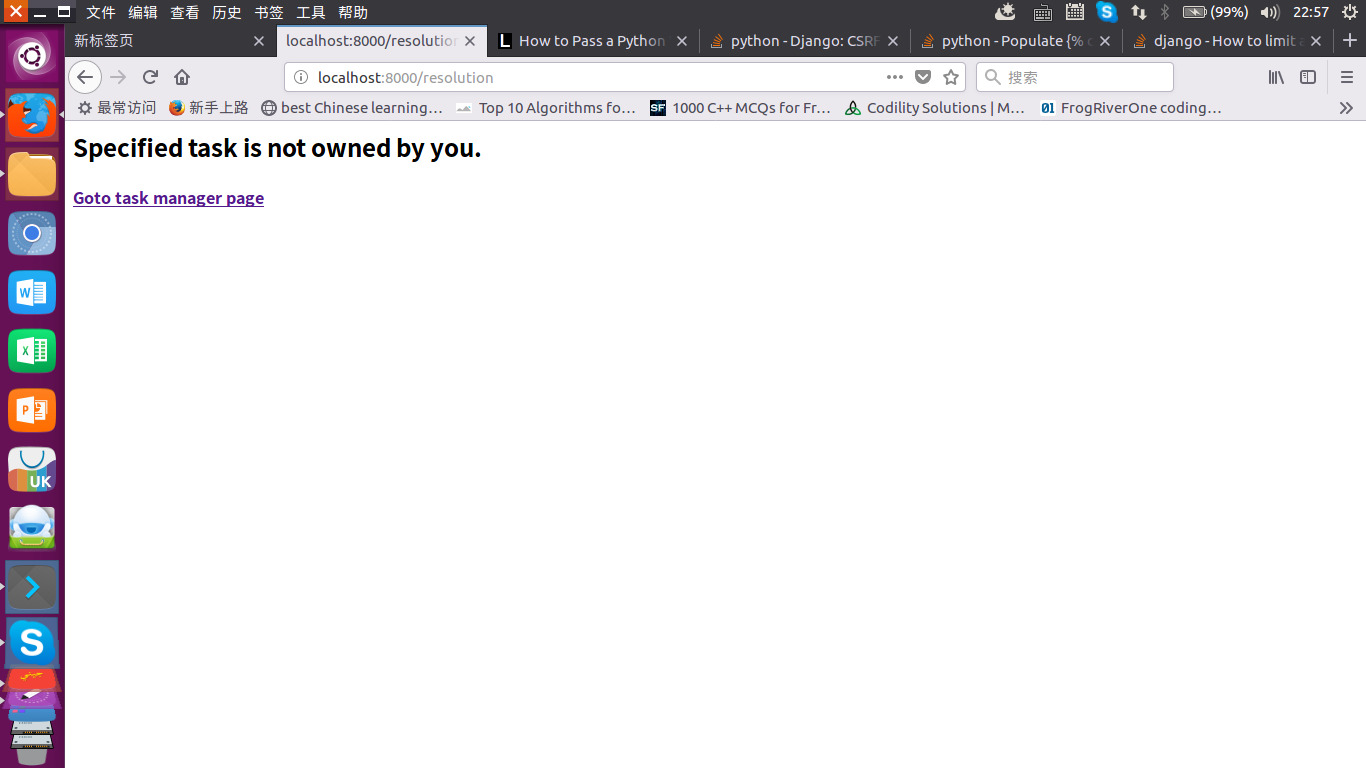 文件 编辑 查看 历史 书签 工具 帮助
(99%) 22:57
新标签页
localhost:8000/resolution
How to Pass a Python
python - Django: CSRF
python - Populate {%
django - How to limit
localhost:8000/resolution
搜索
最常访问 新手上路 best Chinese learning… Top 10 Algorithms fo… 1000 C++ MCQs for Fr… Codility Solutions | M… FrogRiverOne coding…
Specified task is not owned by you.
Goto task manager page